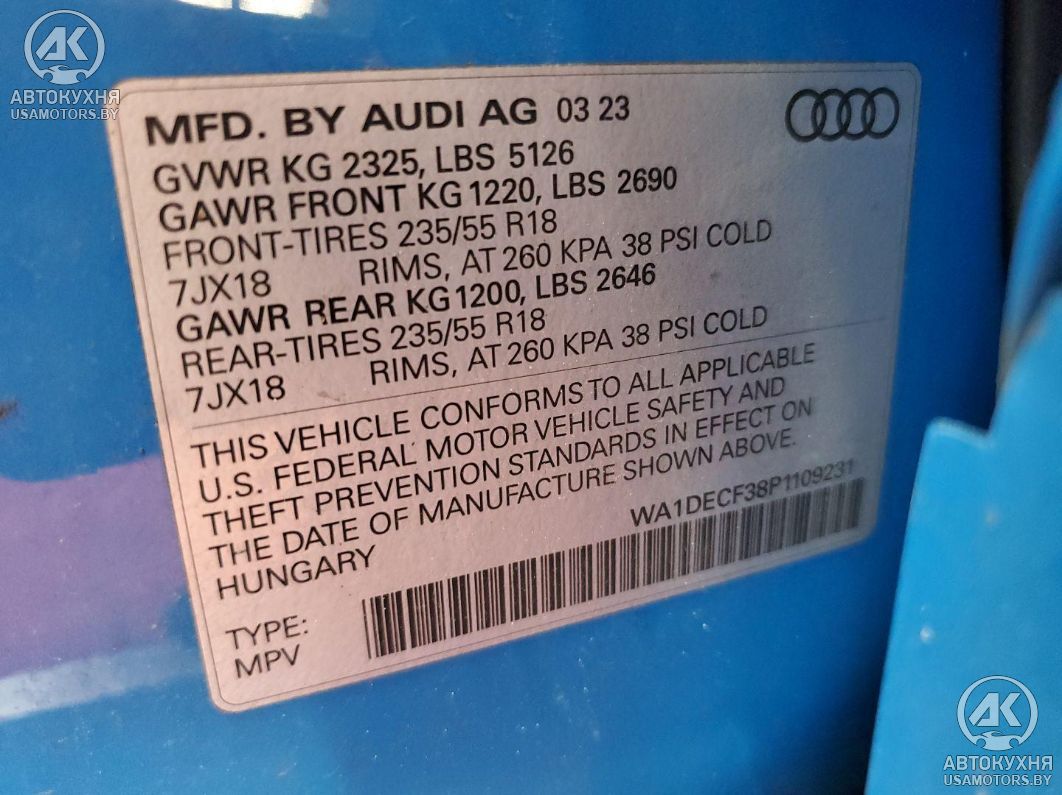 AK
АВТОКУХНЯ
USAMOTORS.BY
MFD. BY AUDI AG 03 23
GVWR KG 2325, LBS 5126
GAWR FRONT KG 1220, LBS 2690
FRONT-TIRES 235/55 R18
7JX18 RIMS, AT 260 KPA 38 PSI COLD
GAWR REAR KG 1200, LBS 2646
REAR-TIRES 235/55 R18
7JX18 RIMS, AT 260 KPA 38 PSI COLD
THIS VEHICLE CONFORMS TO ALL APPLICABLE
U.S. FEDERAL MOTOR VEHICLE SAFETY AND
THEFT PREVENTION STANDARDS IN EFFECT ON
THE DATE OF MANUFACTURE SHOWN ABOVE.
HUNGARY
WA1DECF38P1109231
TYPE:
MPV
AK
АВТОКУХНЯ
USAMOTORS.BY